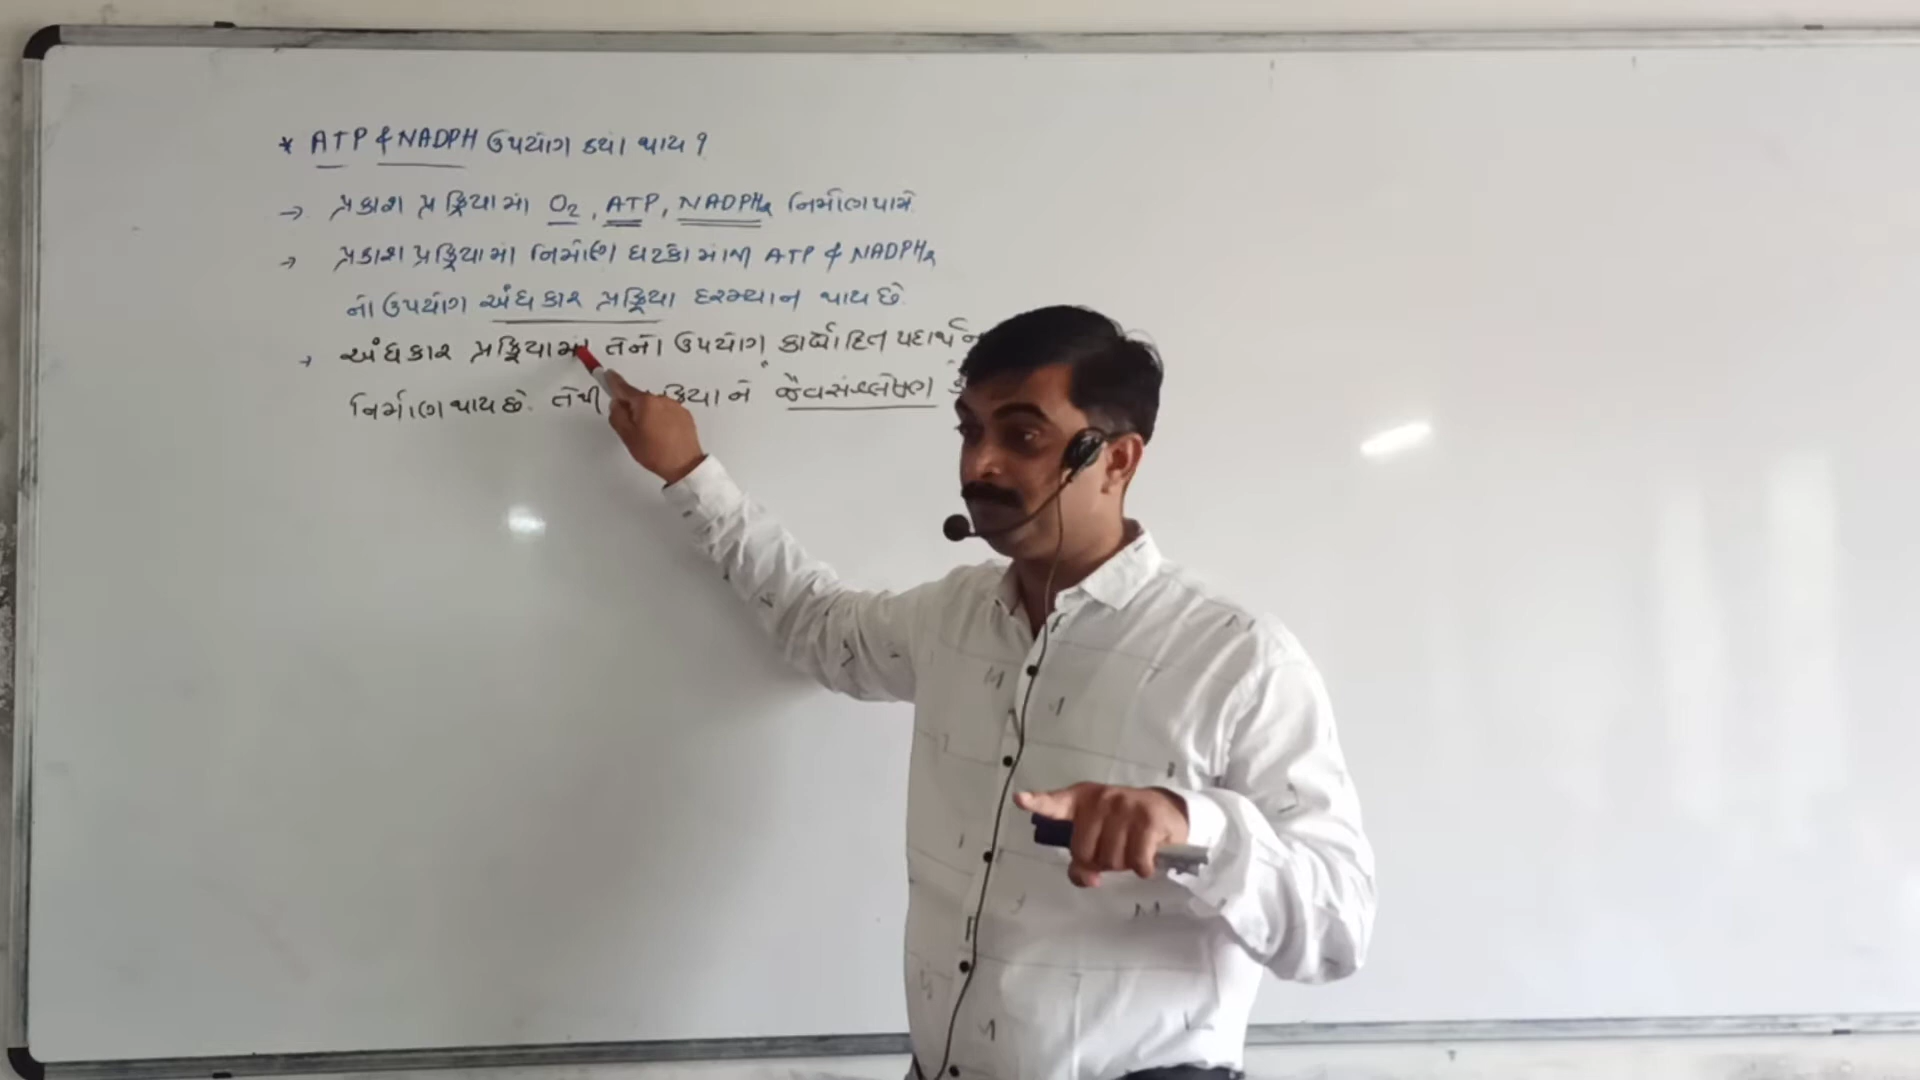 * ATP & NADPH ઉપયોગ કયાં થાય ?
→ પ્રકાશ પ્રક્રિયામાં O₂, ATP, NADPH₂ નિર્માણ પામે
→ પ્રકાશ પ્રક્રિયામાં નિર્માણ ઘટકોમાંથી ATP & NADPH₂
નો ઉપયોગ અંધકાર પ્રક્રિયા દરમ્યાન થાય છે.
→ અંધકાર પ્રક્રિયામાં તેનો ઉપયોગ કાર્બોદિત પદાર્થ
નિર્માણ થાય છે. તેથી "જૈવસંશ્લેષણ